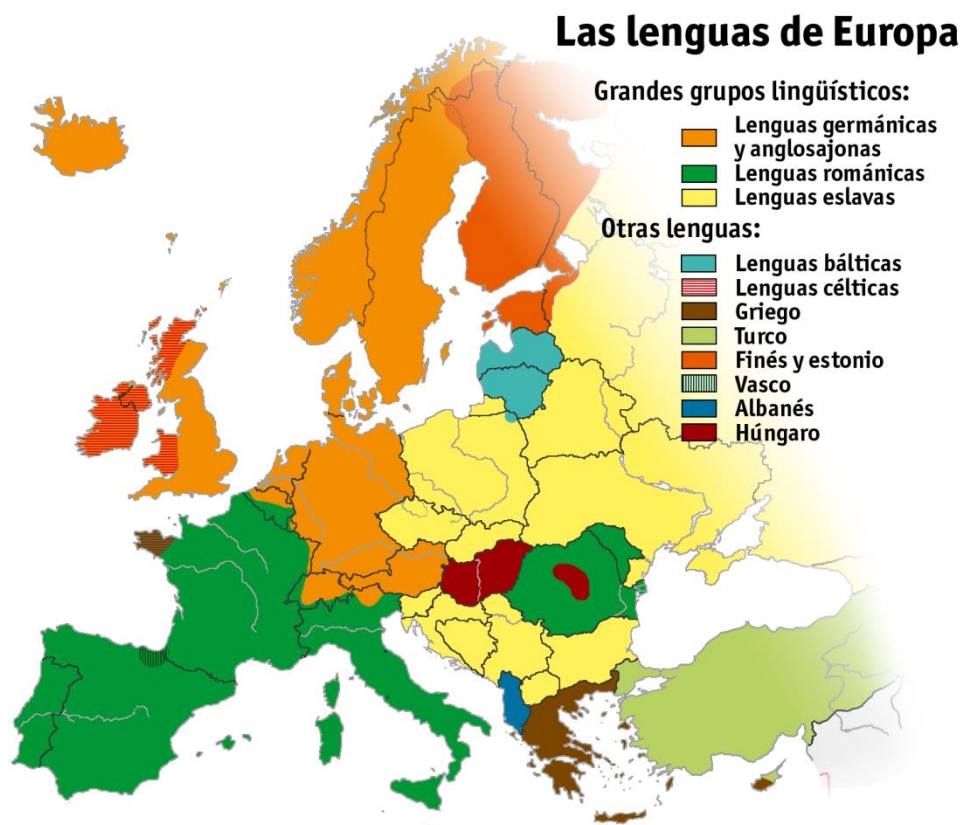 Las lenguas de Europa
Grandes grupos lingüísticos:
Lenguas germánicas
y anglosajonas
Lenguas románicas
Lenguas eslavas
Otras lenguas:
Lenguas bálticas
Lenguas célticas
Griego
Turco
Finés y estonio
Vasco
Albanés
Húngaro